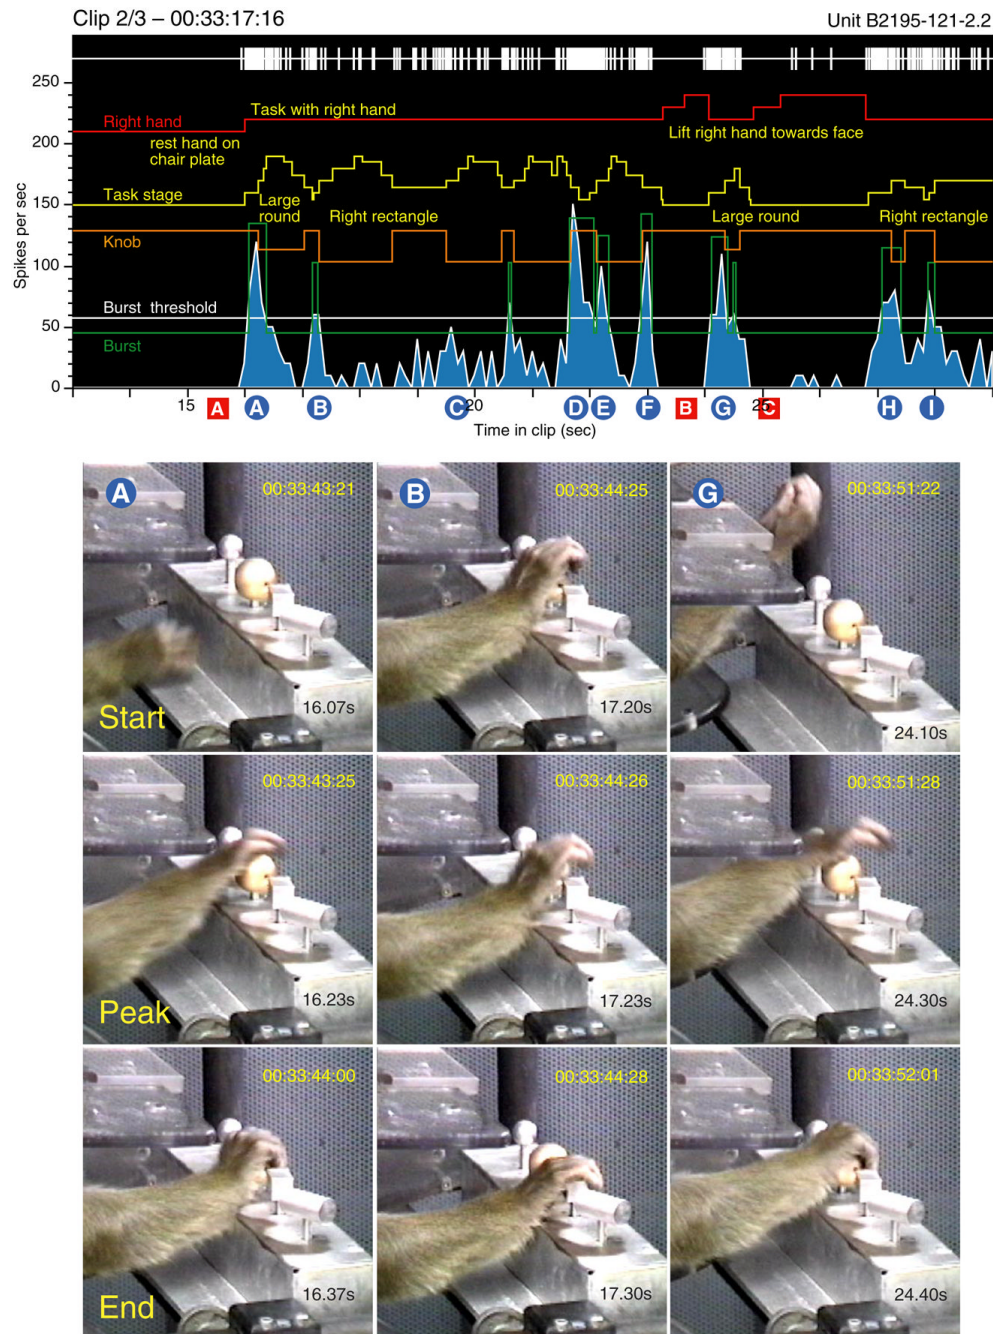 Clip 2/3 – 00:33:17:16
Unit B2195-121-2.2
Spikes per sec
250
200
150
100
50
0
Right hand
Task with right hand
Lift right hand towards face
rest hand on
chair plate
Task stage
Large
round
Right rectangle
Large round
Right rectangle
Knob
Burst threshold
Burst
15
20
25
A
A
B
C
D
E
F
B
G
C
H
I
Time in clip (sec)
A
00:33:43:21
Start
16.07s
B
00:33:44:25
17.20s
G
00:33:51:22
24.10s
00:33:43:25
Peak
16.23s
00:33:44:26
17.23s
00:33:51:28
24.30s
00:33:44:00
End
16.37s
00:33:44:28
17.30s
00:33:52:01
24.40s